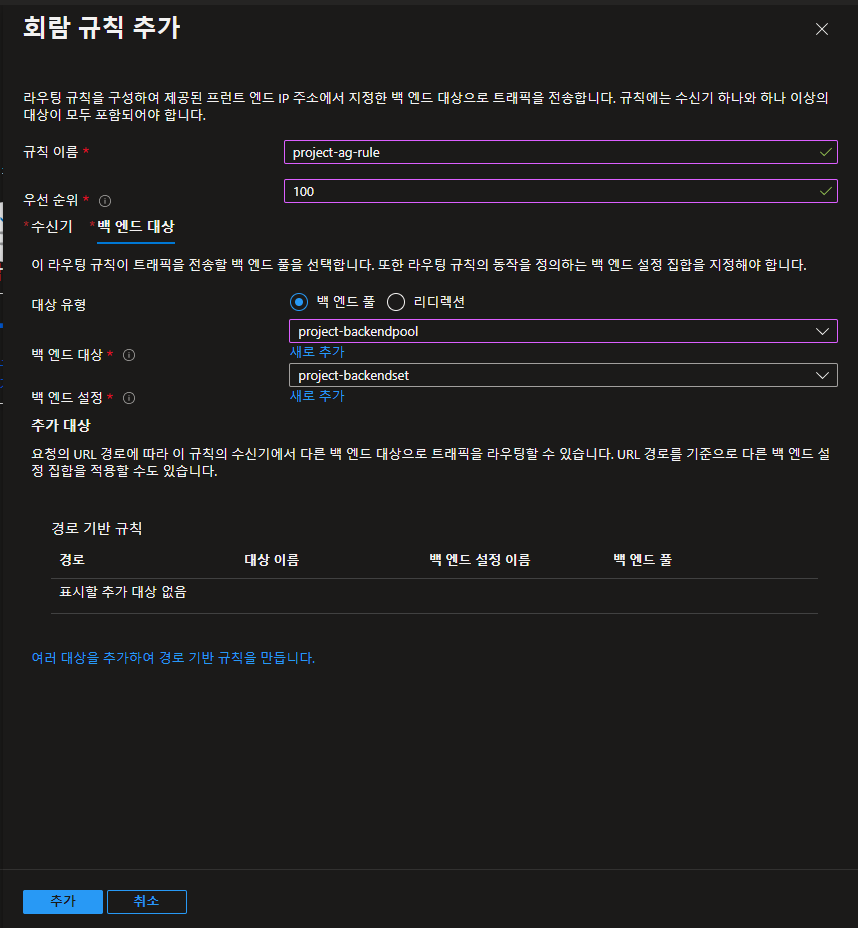 회람 규칙 추가
라우팅 규칙을 구성하여 제공된 프런트 엔드 IP 주소에서 지정한 백 엔드 대상으로 트래픽을 전송합니다. 규칙에는 수신기 하나와 하나 이상의
대상이 모두 포함되어야 합니다.
규칙 이름 * project-ag-rule
우선 순위 * 100
* 수신기 * 백 엔드 대상
이 라우팅 규칙이 트래픽을 전송할 백 엔드 풀을 선택합니다. 또한 라우팅 규칙의 동작을 정의하는 백 엔드 설정 집합을 지정해야 합니다.
대상 유형 백 엔드 풀 리디렉션
백 엔드 대상 * project-backendpool
새로 추가
백 엔드 설정 * project-backendset
새로 추가
추가 대상
요청의 URL 경로에 따라 이 규칙의 수신기에서 다른 백 엔드 대상으로 트래픽을 라우팅할 수 있습니다. URL 경로를 기준으로 다른 백 엔드 설
정 집합을 적용할 수도 있습니다.
경로 기반 규칙
경로 대상 이름 백 엔드 설정 이름 백 엔드 풀
표시할 추가 대상 없음
여러 대상을 추가하여 경로 기반 규칙을 만듭니다.
추가 취소